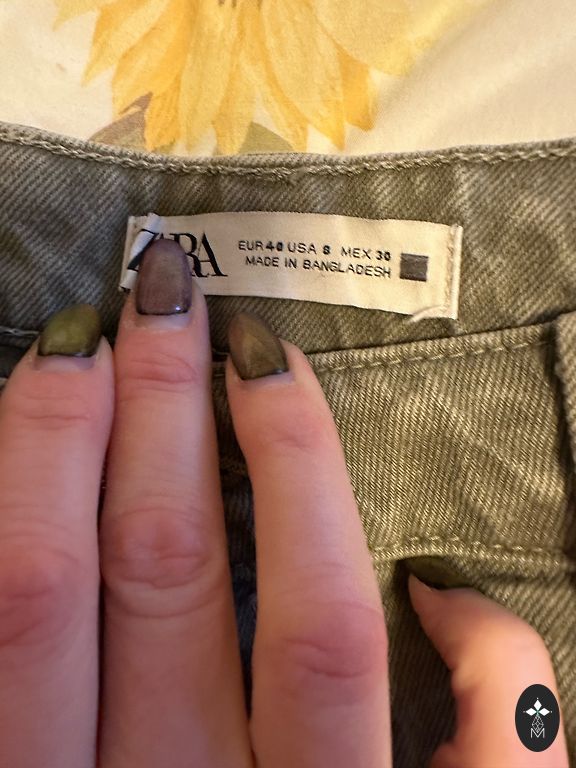 ZARA
EUR 40 USA 8 MEX 30
MADE IN BANGLADESH
M